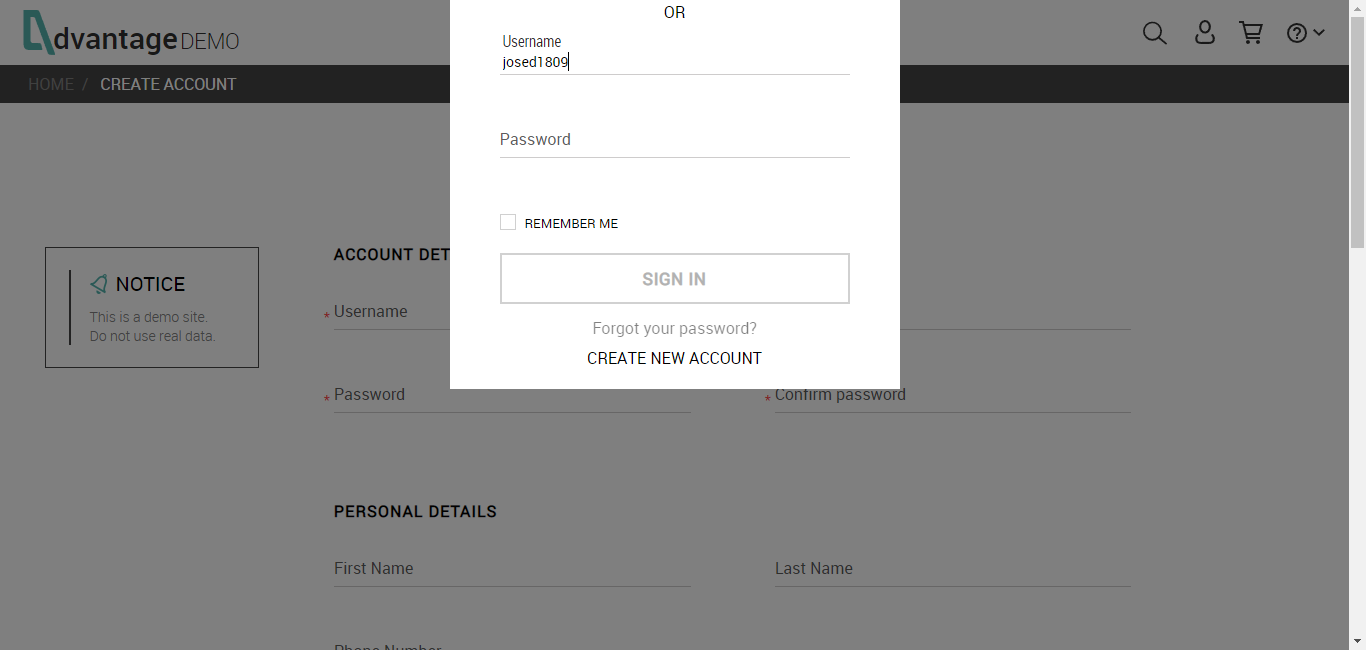 dvantage DEMO
HOME / CREATE ACCOUNT
OR
Username
josed1809
Password
REMEMBER ME
SIGN IN
Forgot your password?
CREATE NEW ACCOUNT
NOTICE
This is a demo site.
Do not use real data.
ACCOUNT DET
* Username
* Password
* Confirm password
PERSONAL DETAILS
First Name
Last Name
Phone Number